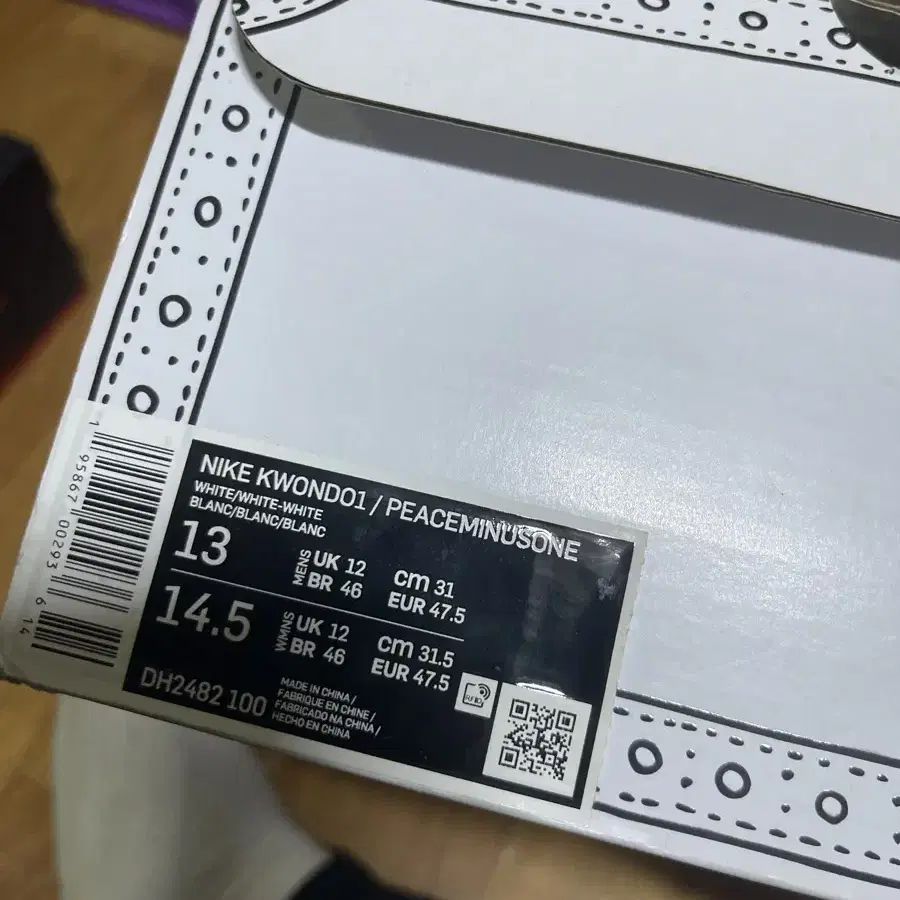 NIKE KWONDO1 / PEACEMINUSONE
WHITE/WHITE-WHITE
BLANC/BLANC/BLANC
13
MENS
UK 12
BR 46
cm 31
EUR 47.5
14.5
WMNS
UK 12
BR 46
cm 31.5
EUR 47.5
DH2482 100
MADE IN CHINA /
FABRIQUE EN CHINE /
FABRICADO NA CHINA /
HECHO EN CHINA
RFID
1 95867 00293 6 14